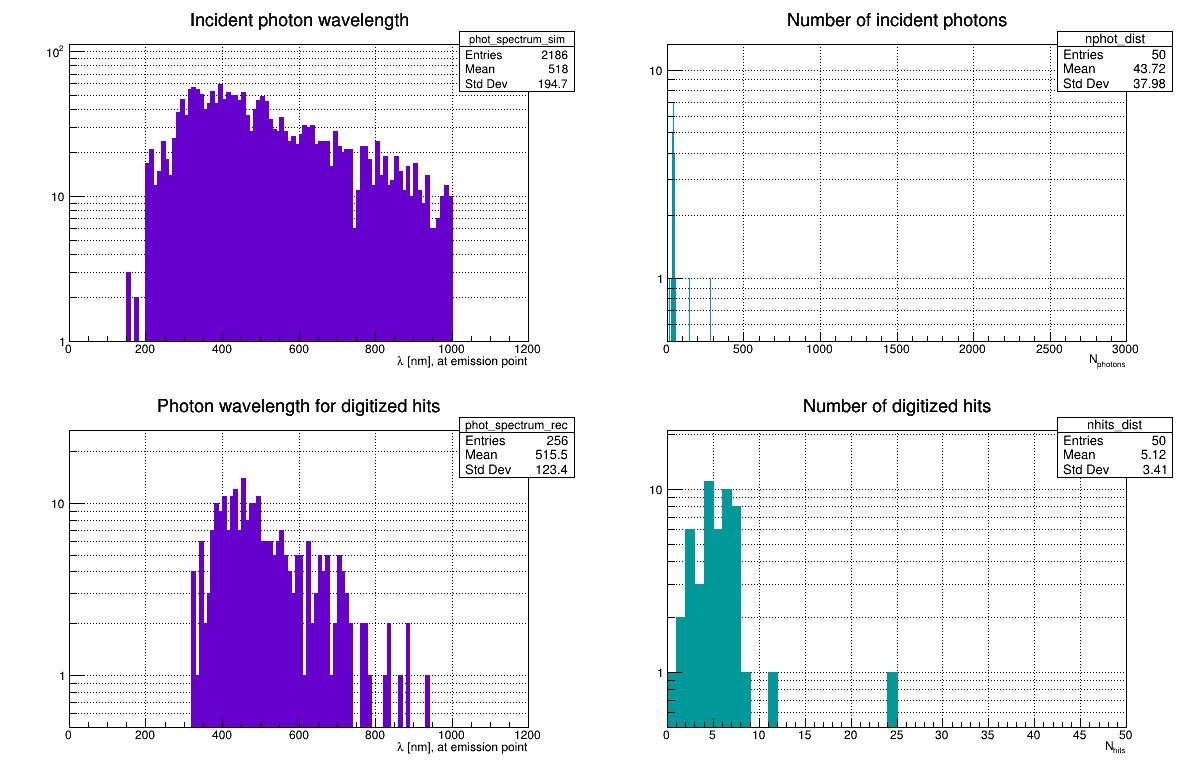 Incident photon wavelength
phot_spectrum_sim
Entries 2186
Mean 518
Std Dev 194.7
10²
10
1
0 200 400 600 800 1000 1200
λ [nm], at emission point
Number of incident photons
nphot_dist
Entries 50
Mean 43.72
Std Dev 37.98
10
1
0 500 1000 1500 2000 2500 3000
Nphotons
Photon wavelength for digitized hits
phot_spectrum_rec
Entries 256
Mean 515.5
Std Dev 123.4
10
1
0 200 400 600 800 1000 1200
λ [nm], at emission point
Number of digitized hits
nhits_dist
Entries 50
Mean 5.12
Std Dev 3.41
10
1
0 5 10 15 20 25 30 35 40 45 50
Nhits